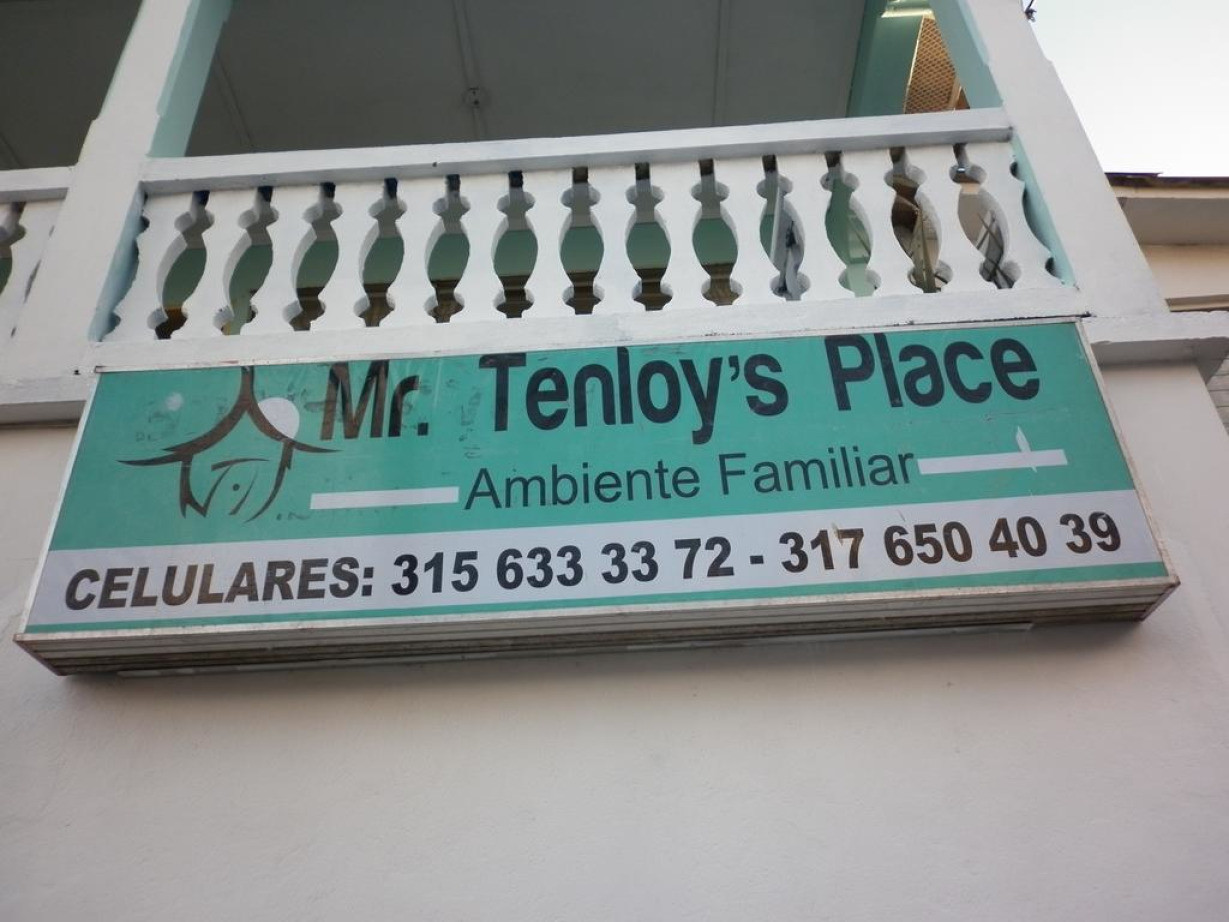 Mr. Tenloy's Place
Ambiente Familiar
CELULARES: 315 633 33 72 - 317 650 40 39